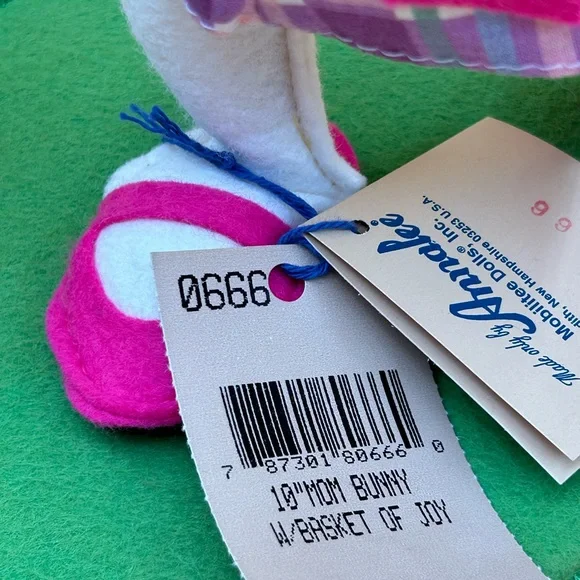 0666
7 87301 80666 0
10"MOM BUNNY
W/BASKET OF JOY
Made only by
Annalee®
Mobilitee Dolls®, Inc.
New Hampshire 03253 U.S.A.